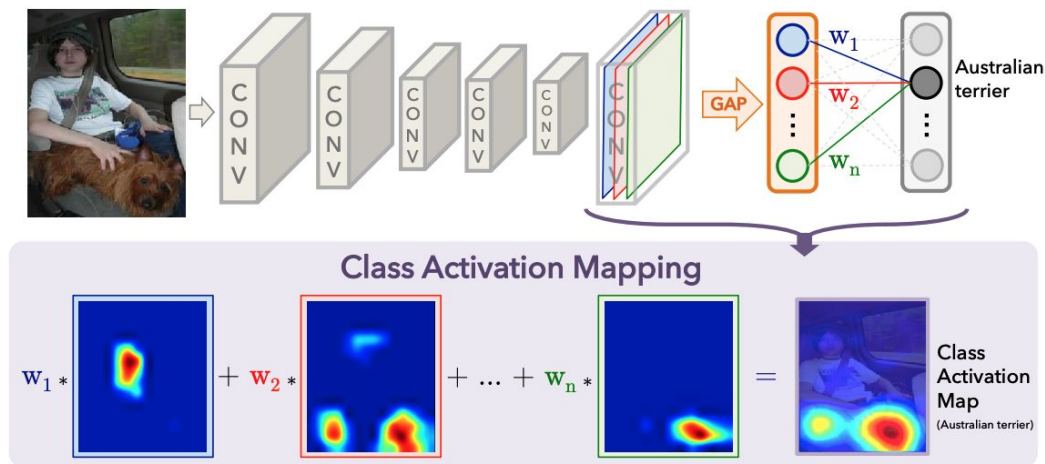 CONV
CONV
CONV
CONV
CONV
CONV
GAP
w₁
w₂
⋮
wₙ
⋮
Australian
terrier
Class Activation Mapping
w₁ * + w₂ * + ... + wₙ * =
Class
Activation
Map
(Australian terrier)